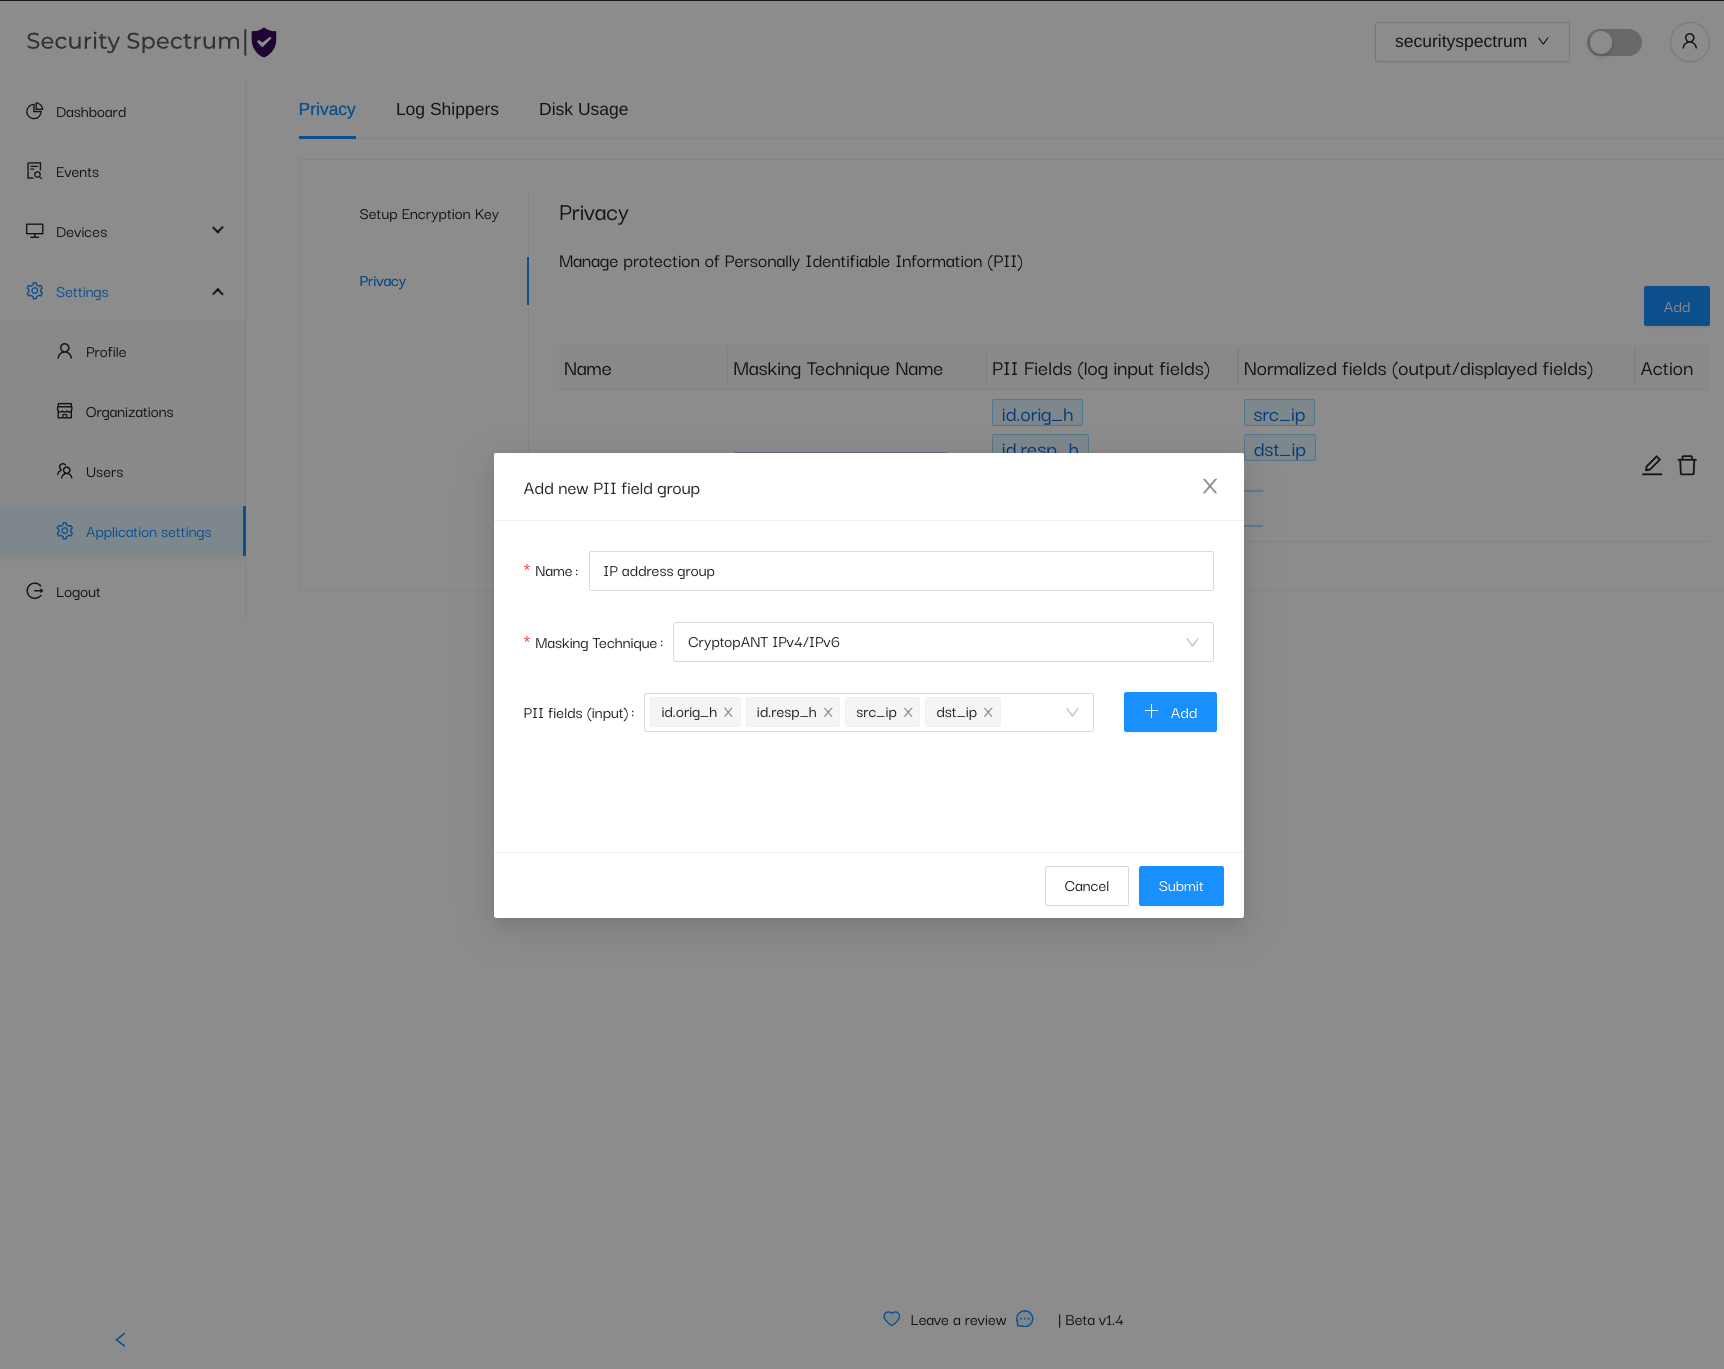 Security Spectrum
securityspectrum
Dashboard
Events
Devices
Settings
Profile
Organizations
Users
Application settings
Logout
Privacy
Log Shippers
Disk Usage
Setup Encryption Key
Privacy
Privacy
Manage protection of Personally Identifiable Information (PII)
Add
Name
Masking Technique Name
PII Fields (log input fields)
Normalized fields (output/displayed fields)
Action
id.orig_h
src_ip
id.resp_h
dst_ip
Add new PII field group
* Name :
IP address group
* Masking Technique :
CryptopANT IPv4/IPv6
PII fields (input) :
id.orig_h
id.resp_h
src_ip
dst_ip
Add
Cancel
Submit
Leave a review
| Beta v1.4